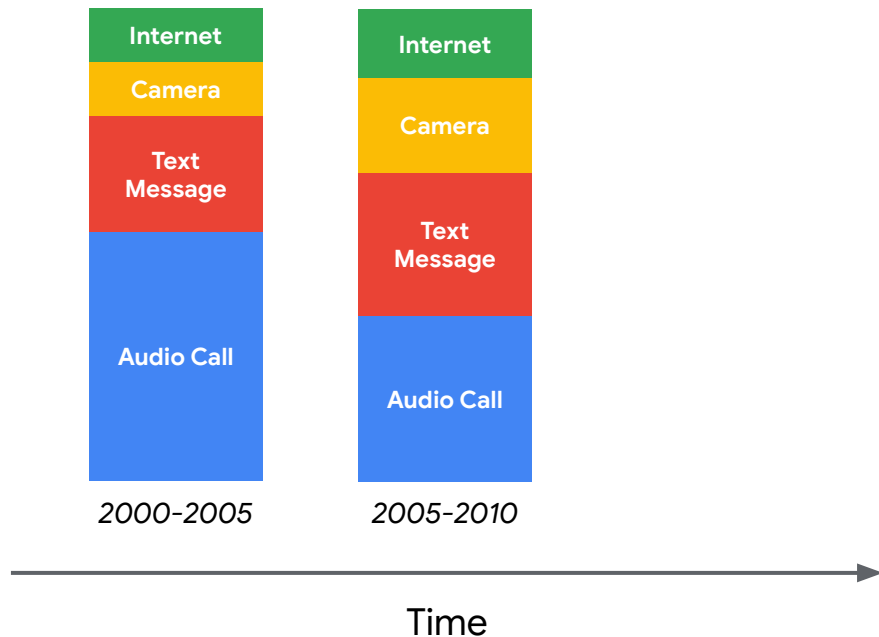 Internet
Camera
Text
Message
Audio Call
2000-2005
Internet
Camera
Text
Message
Audio Call
2005-2010
Time